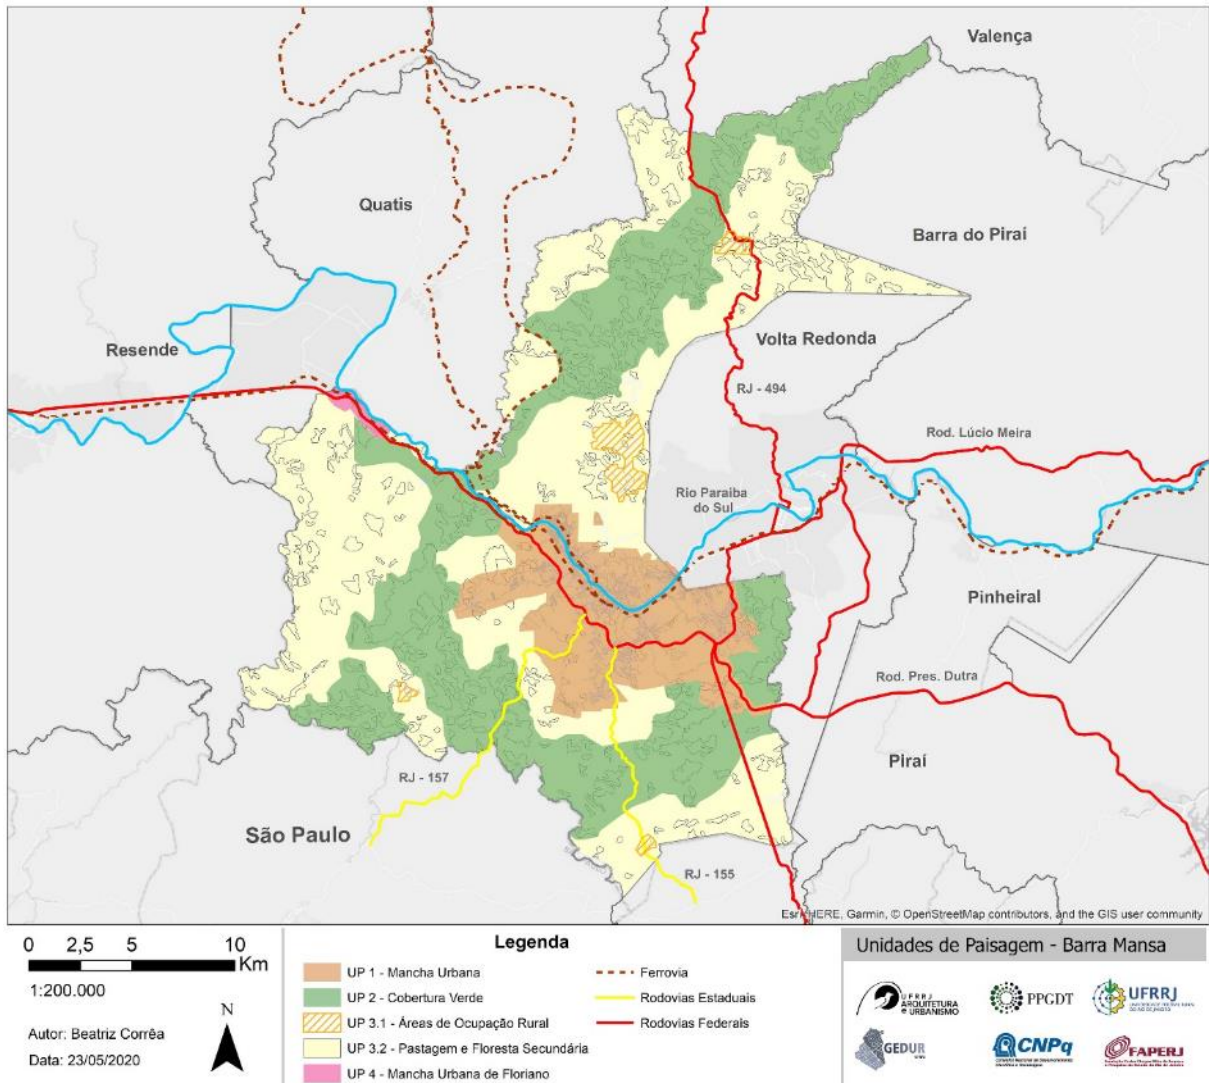 Valença
Quatis
Barra do Piraí
Volta Redonda
Resende
RJ - 494
Rod. Lúcio Meira
Rio Paraiba
do Sul
Pinheiral
Rod. Pres. Dutra
Piraí
RJ - 157
São Paulo
RJ - 155
Esri, HERE, Garmin, © OpenStreetMap contributors, and the GIS user community
0 2,5 5 10
Km
1:200.000
N
Autor: Beatriz Corrêa
Data: 23/05/2020
Legenda
UP 1 - Mancha Urbana
UP 2 - Cobertura Verde
UP 3.1 - Áreas de Ocupação Rural
UP 3.2 - Pastagem e Floresta Secundária
UP 4 - Mancha Urbana de Floriano
Ferrovia
Rodovias Estaduais
Rodovias Federais
Unidades de Paisagem - Barra Mansa
UFRRJ
ARQUITETURA
e URBANISMO
PPGDT
UFRRJ
GEDUR
CNPq
FAPERJ